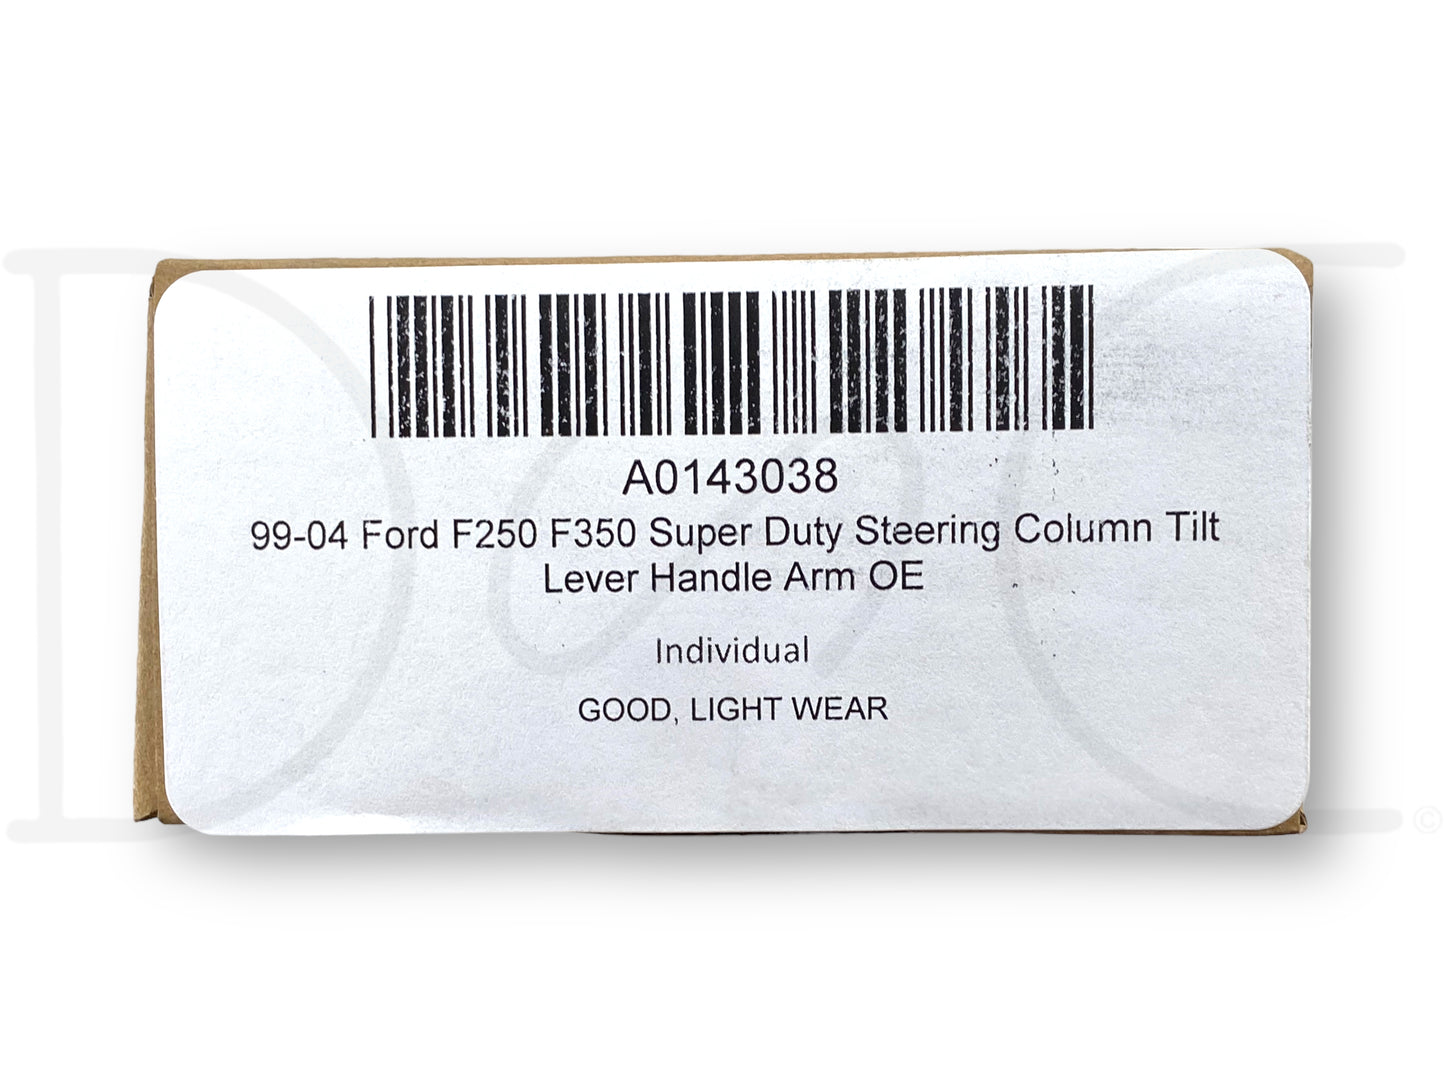 A0143038
99-04 Ford F250 F350 Super Duty Steering Column Tilt
Lever Handle Arm OE
Individual
GOOD, LIGHT WEAR
©